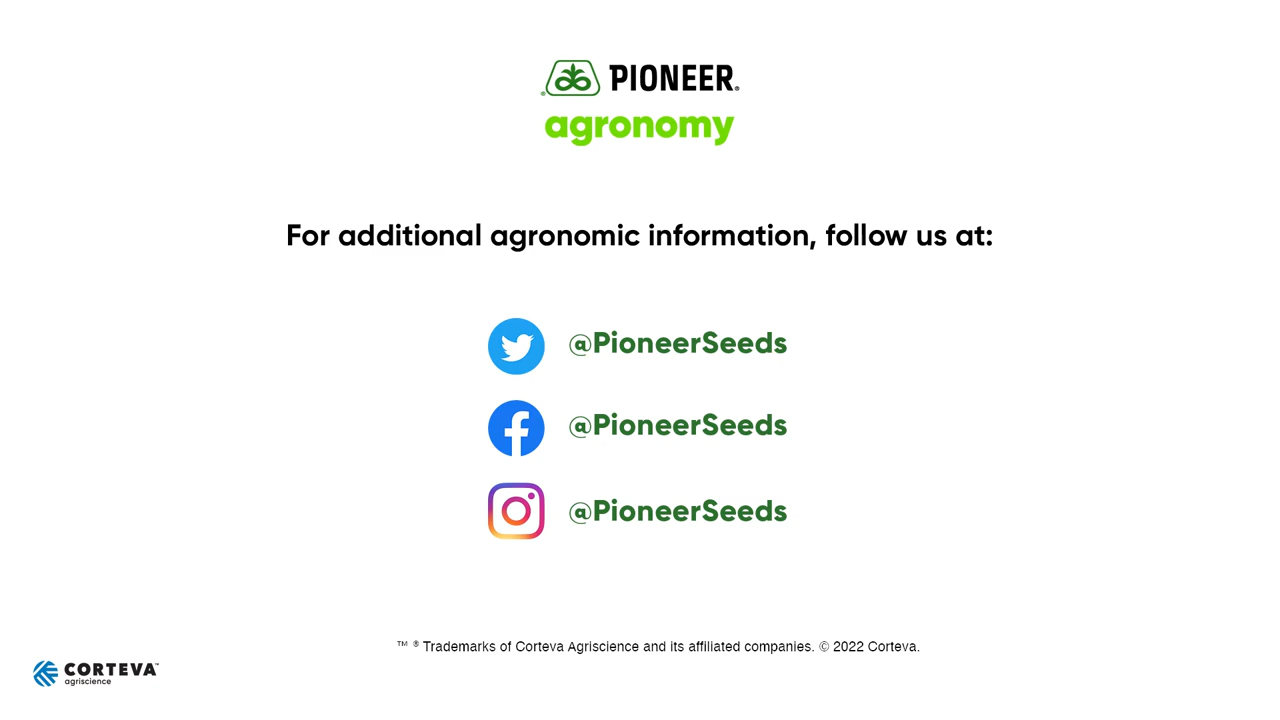 PIONEER®
agronomy
For additional agronomic information, follow us at:
@PioneerSeeds
@PioneerSeeds
@PioneerSeeds
™ ® Trademarks of Corteva Agriscience and its affiliated companies. © 2022 Corteva.
CORTEVA™
agriscience